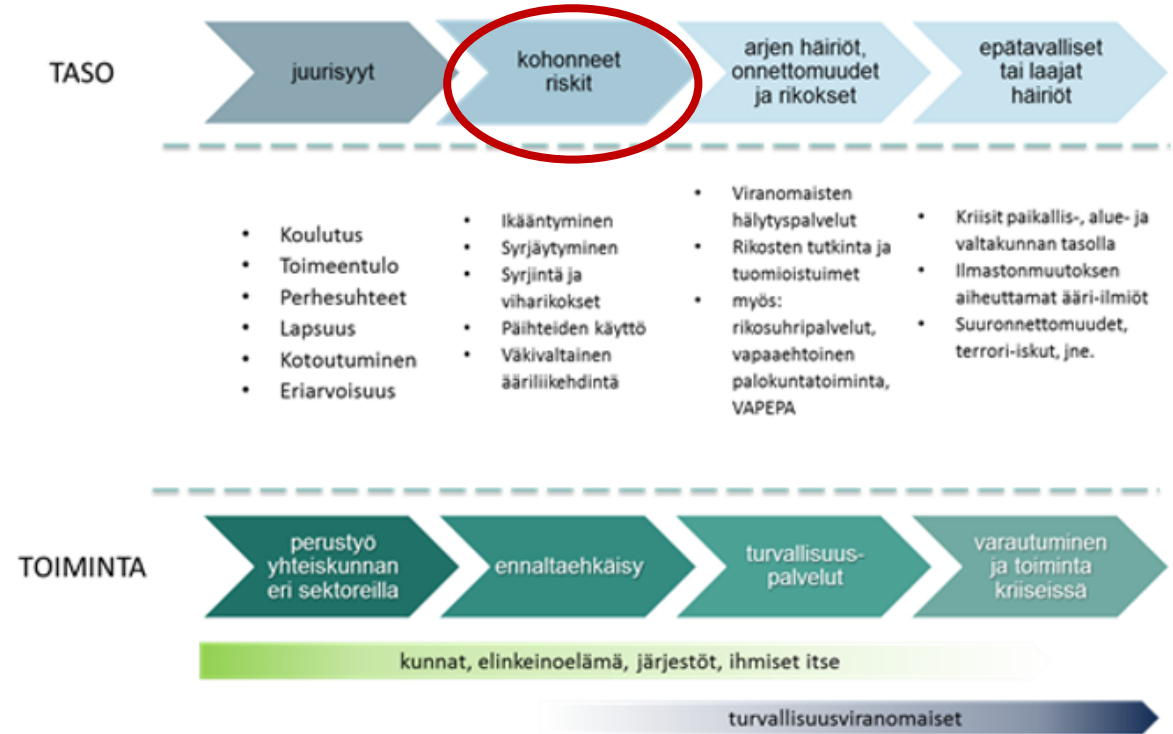 TASO
juurisyyt
kohonneet
riskit
arjen häiriöt,
onnettomuudet
ja rikokset
epätavalliset
tai laajat
häiriöt
• Koulutus
• Toimeentulo
• Perhesuhteet
• Lapsuus
• Kotoutuminen
• Eriarvoisuus
• Ikääntyminen
• Syrjäytyminen
• Syrjintä ja
viharikokset
• Päihteiden käyttö
• Väkivaltainen
ääriliikehdintä
• Viranomaisten
hälytyspalvelut
• Rikosten tutkinta ja
tuomioistuimet
• myös:
rikosuhripalvelut,
vapaaehtoinen
palokuntatoiminta,
VAPEPA
• Kriisit paikallis-, alue- ja
valtakunnan tasolla
• Ilmastonmuutoksen
aiheuttamat ääri-ilmiöt
• Suuronnettomuudet,
terrori-iskut, jne.
TOIMINTA
perustyö
yhteiskunnan
eri sektoreilla
ennaltaehkäisy
turvallisuus-
palvelut
varautuminen
ja toiminta
kriiseissä
kunnat, elinkeinoelämä, järjestöt, ihmiset itse
turvallisuusviranomaiset